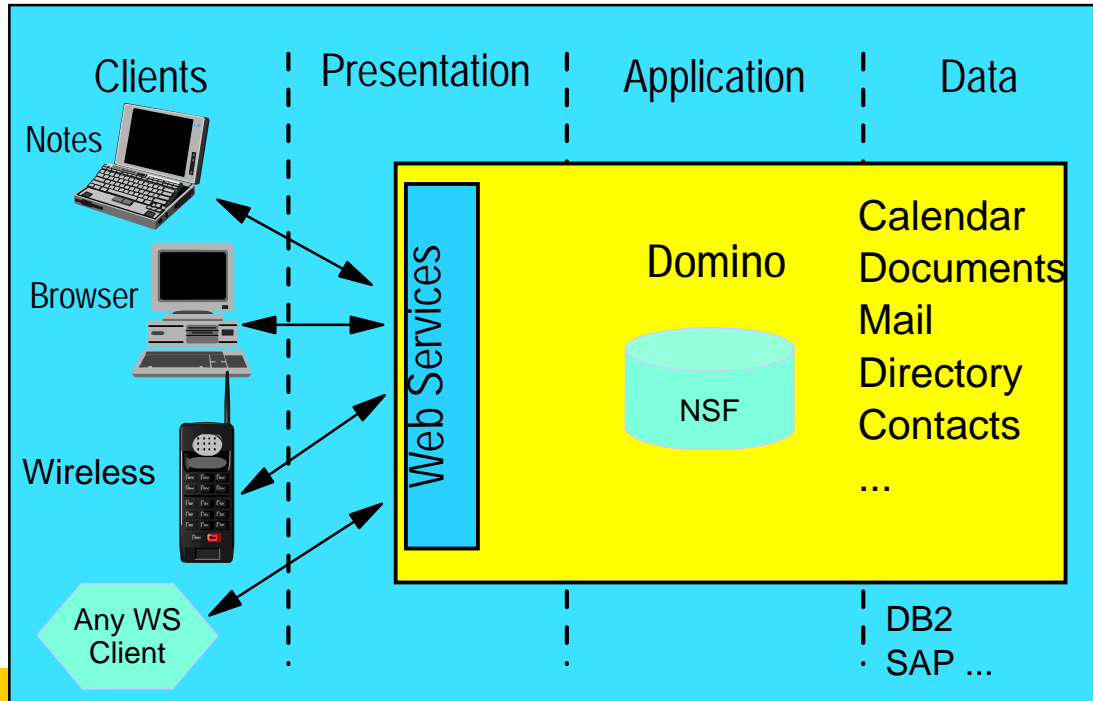 Clients
Presentation
Application
Data
Notes
Browser
Wireless
Any WS
Client
Web Services
Domino
NSF
Calendar
Documents
Mail
Directory
Contacts
...
DB2
SAP ...